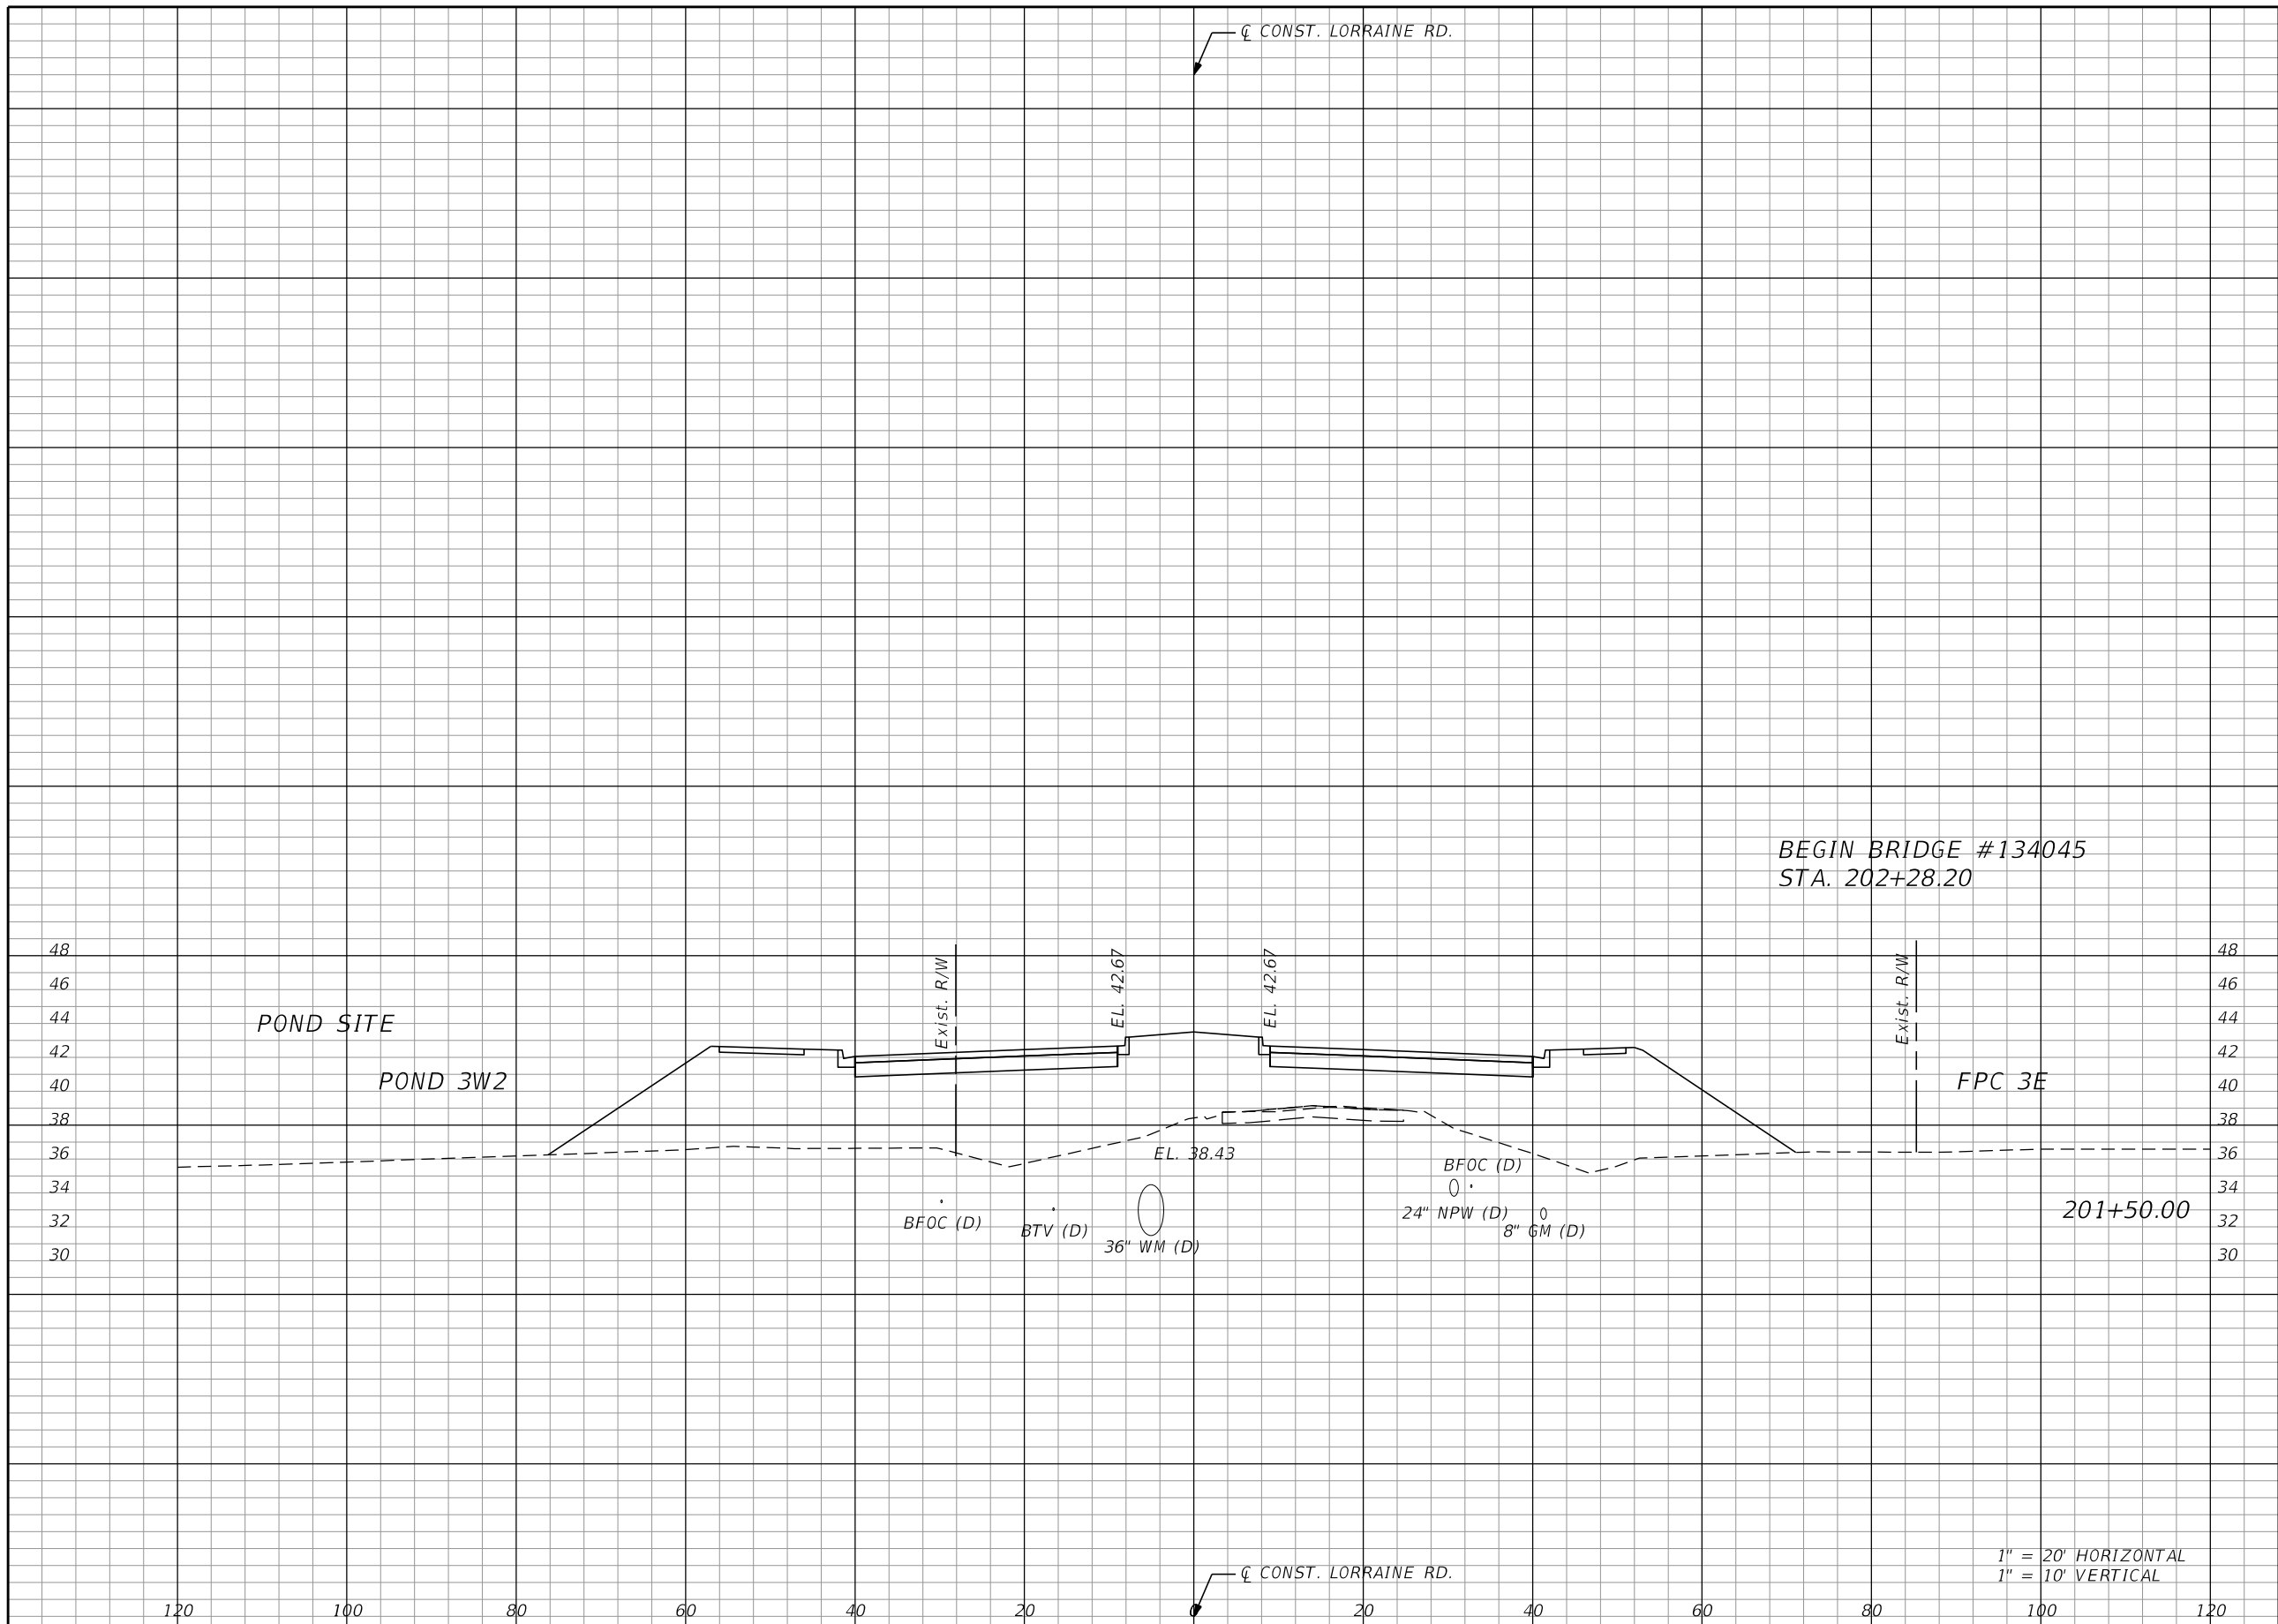 ℄ CONST. LORRAINE RD.
BEGIN BRIDGE #134045
STA. 202+28.20
48
46
44
42
40
38
36
34
32
30
POND SITE
POND 3W2
Exist. R/W
EL. 42.67
EL. 42.67
Exist. R/W
FPC 3E
EL. 38.43
BFOC (D)
BTV (D)
36" WM (D)
BFOC (D)
24" NPW (D)
8" GM (D)
201+50.00
48
46
44
42
40
38
36
34
32
30
1" = 20' HORIZONTAL
1" = 10' VERTICAL
℄ CONST. LORRAINE RD.
120 100 80 60 40 20 0 20 40 60 80 100 120